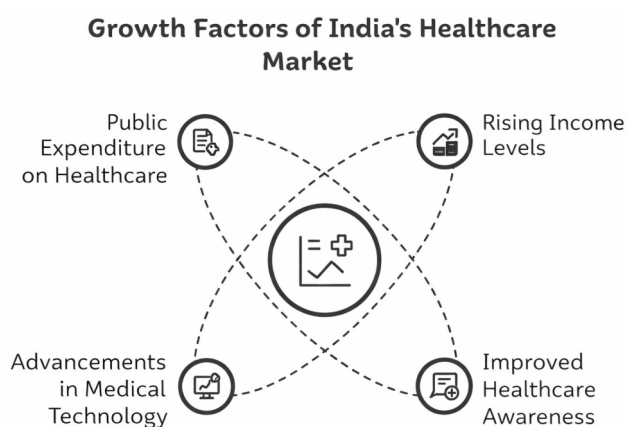 Growth Factors of India's Healthcare
Market
Public
Expenditure
on Healthcare
Rising Income
Levels
Advancements
in Medical
Technology
Improved
Healthcare
Awareness